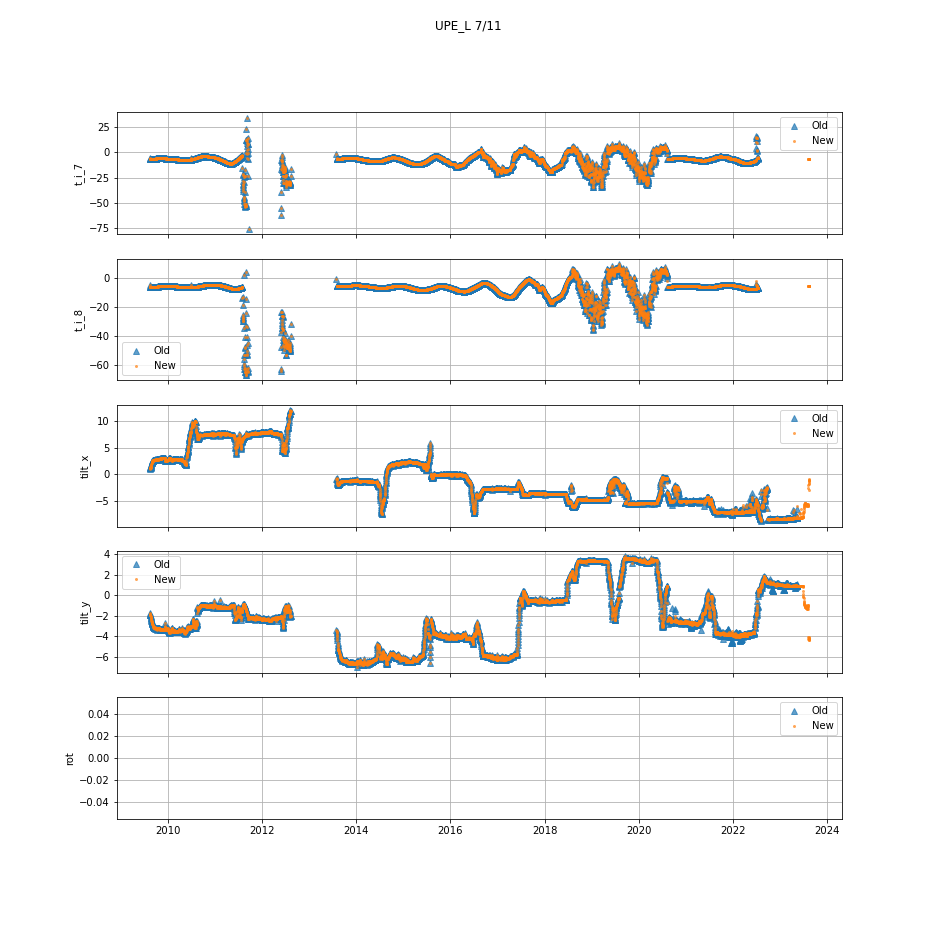 UPE_L 7/11
25
0
−25
−50
−75
t_i_7
Old
New
0
−20
−40
−60
t_i_8
Old
New
10
5
0
−5
tilt_x
Old
New
4
2
0
−2
−4
−6
tilt_y
Old
New
0.04
0.02
0.00
−0.02
−0.04
rot
Old
New
2010 2012 2014 2016 2018 2020 2022 2024